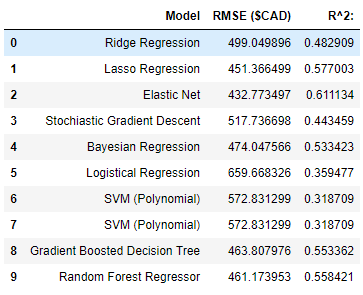 Model RMSE ($CAD) R^2:
0 Ridge Regression 499.049896 0.482909
1 Lasso Regression 451.366499 0.577003
2 Elastic Net 432.773497 0.611134
3 Stochiastic Gradient Descent 517.736698 0.443459
4 Bayesian Regression 474.047566 0.533423
5 Logistical Regression 659.668326 0.359477
6 SVM (Polynomial) 572.831299 0.318709
7 SVM (Polynomial) 572.831299 0.318709
8 Gradient Boosted Decision Tree 463.807976 0.553362
9 Random Forest Regressor 461.173953 0.558421